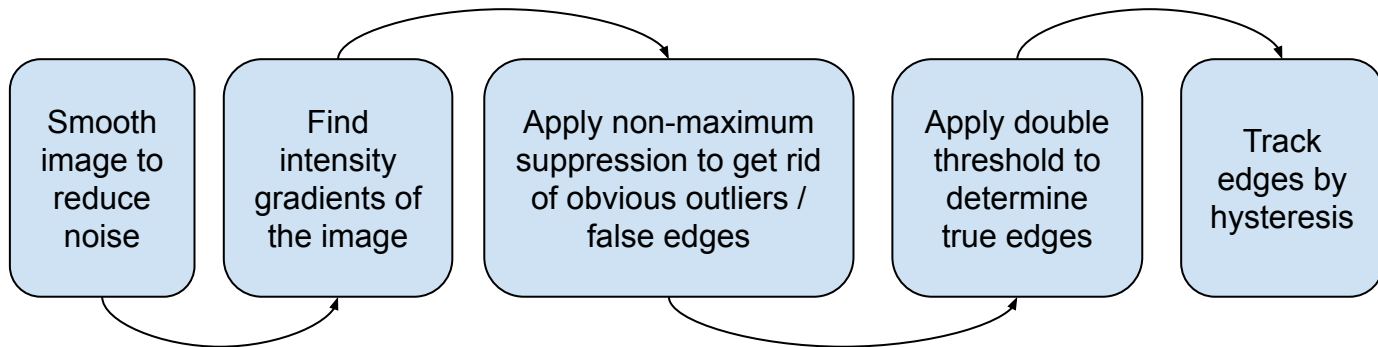 Smooth
image to
reduce
noise
Find
intensity
gradients of
the image
Apply non-maximum
suppression to get rid
of obvious outliers /
false edges
Apply double
threshold to
determine
true edges
Track
edges by
hysteresis